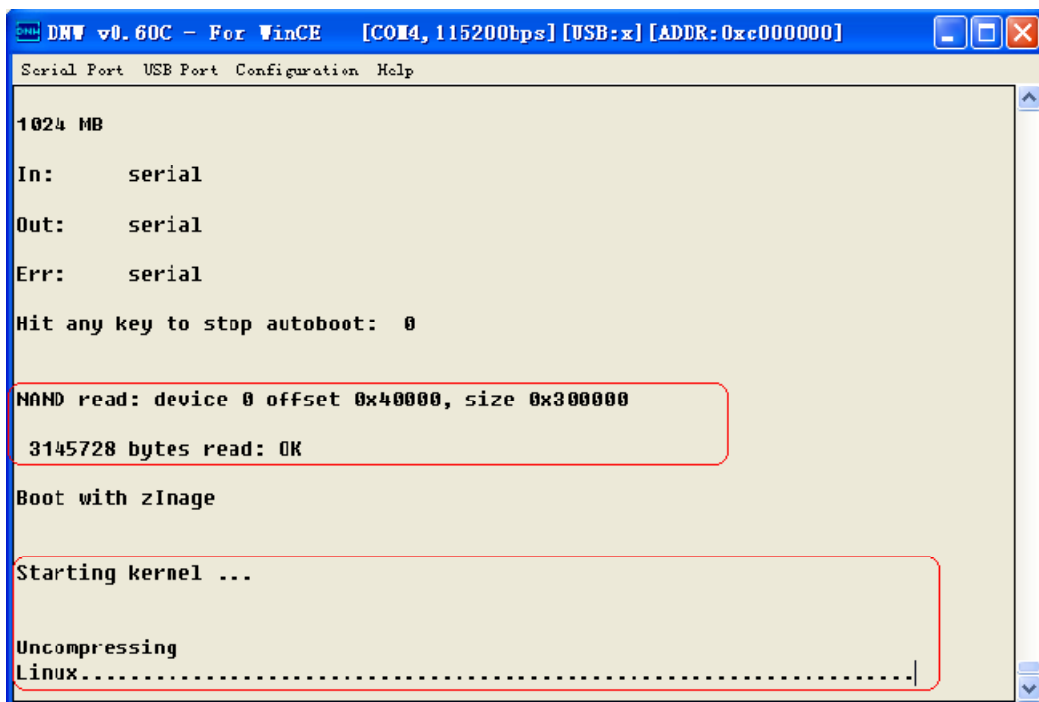 DNW v0.60C - For WinCE [COM4,115200bps][USB:x][ADDR:0xc000000]
Serial Port USB Port Configuration Help
1024 MB
In: serial
Out: serial
Err: serial
Hit any key to stop autoboot: 0
NAND read: device 0 offset 0x40000, size 0x300000
3145728 bytes read: OK
Boot with zImage
Starting kernel ...
Uncompressing
Linux...................................................................